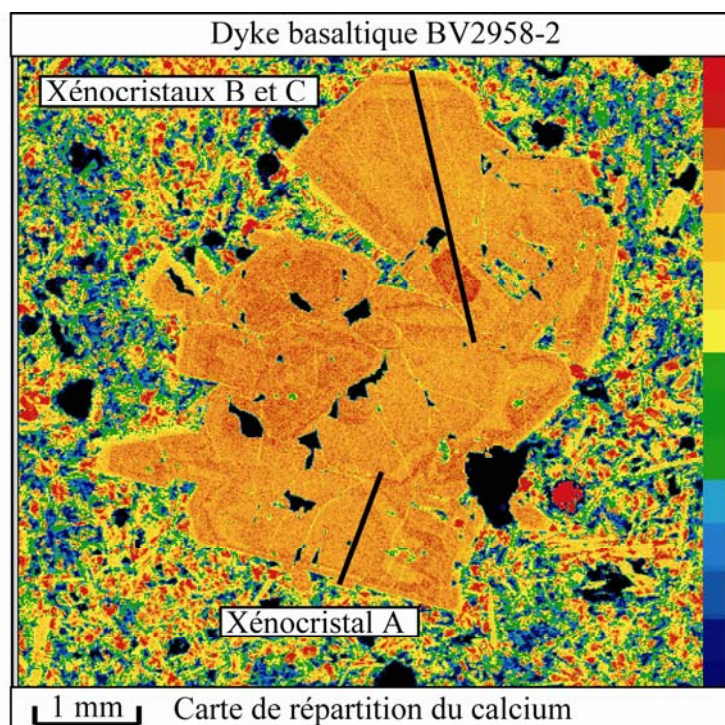 Dyke basaltique BV2958-2
Xénocristaux B et C
Xénocristal A
1 mm Carte de répartition du calcium